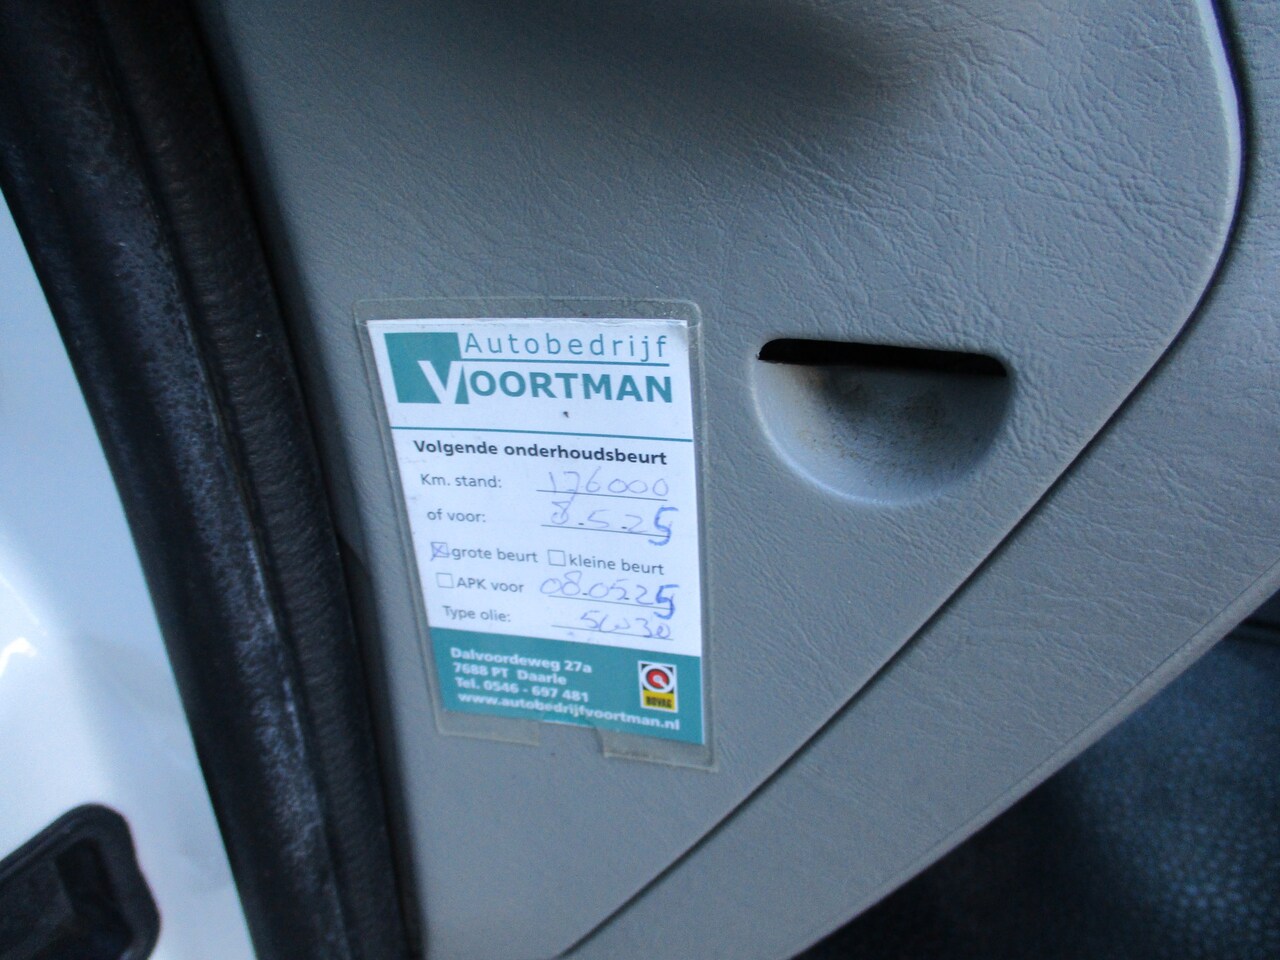 Autobedrijf
VOORTMAN
Volgende onderhoudsbeurt
Km. stand: 176000
of voor: 8.5.25
grote beurt kleine beurt
APK voor 08.05.25
Type olie: 5W30
Dalvoordeweg 27a
7688 PT Daarle
Tel. 0546 - 697 481
www.autobedrijfvoortman.nl
BOVAG